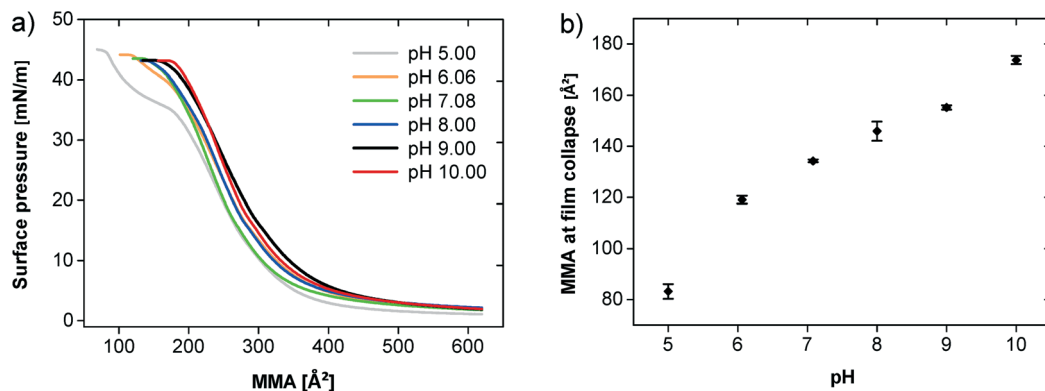 a)
Surface pressure [mN/m]
50
40
30
20
10
0
pH 5.00
pH 6.06
pH 7.08
pH 8.00
pH 9.00
pH 10.00
100 200 300 400 500 600
MMA [Å²]
b)
MMA at film collapse [Å²]
180
160
140
120
100
80
5 6 7 8 9 10
pH